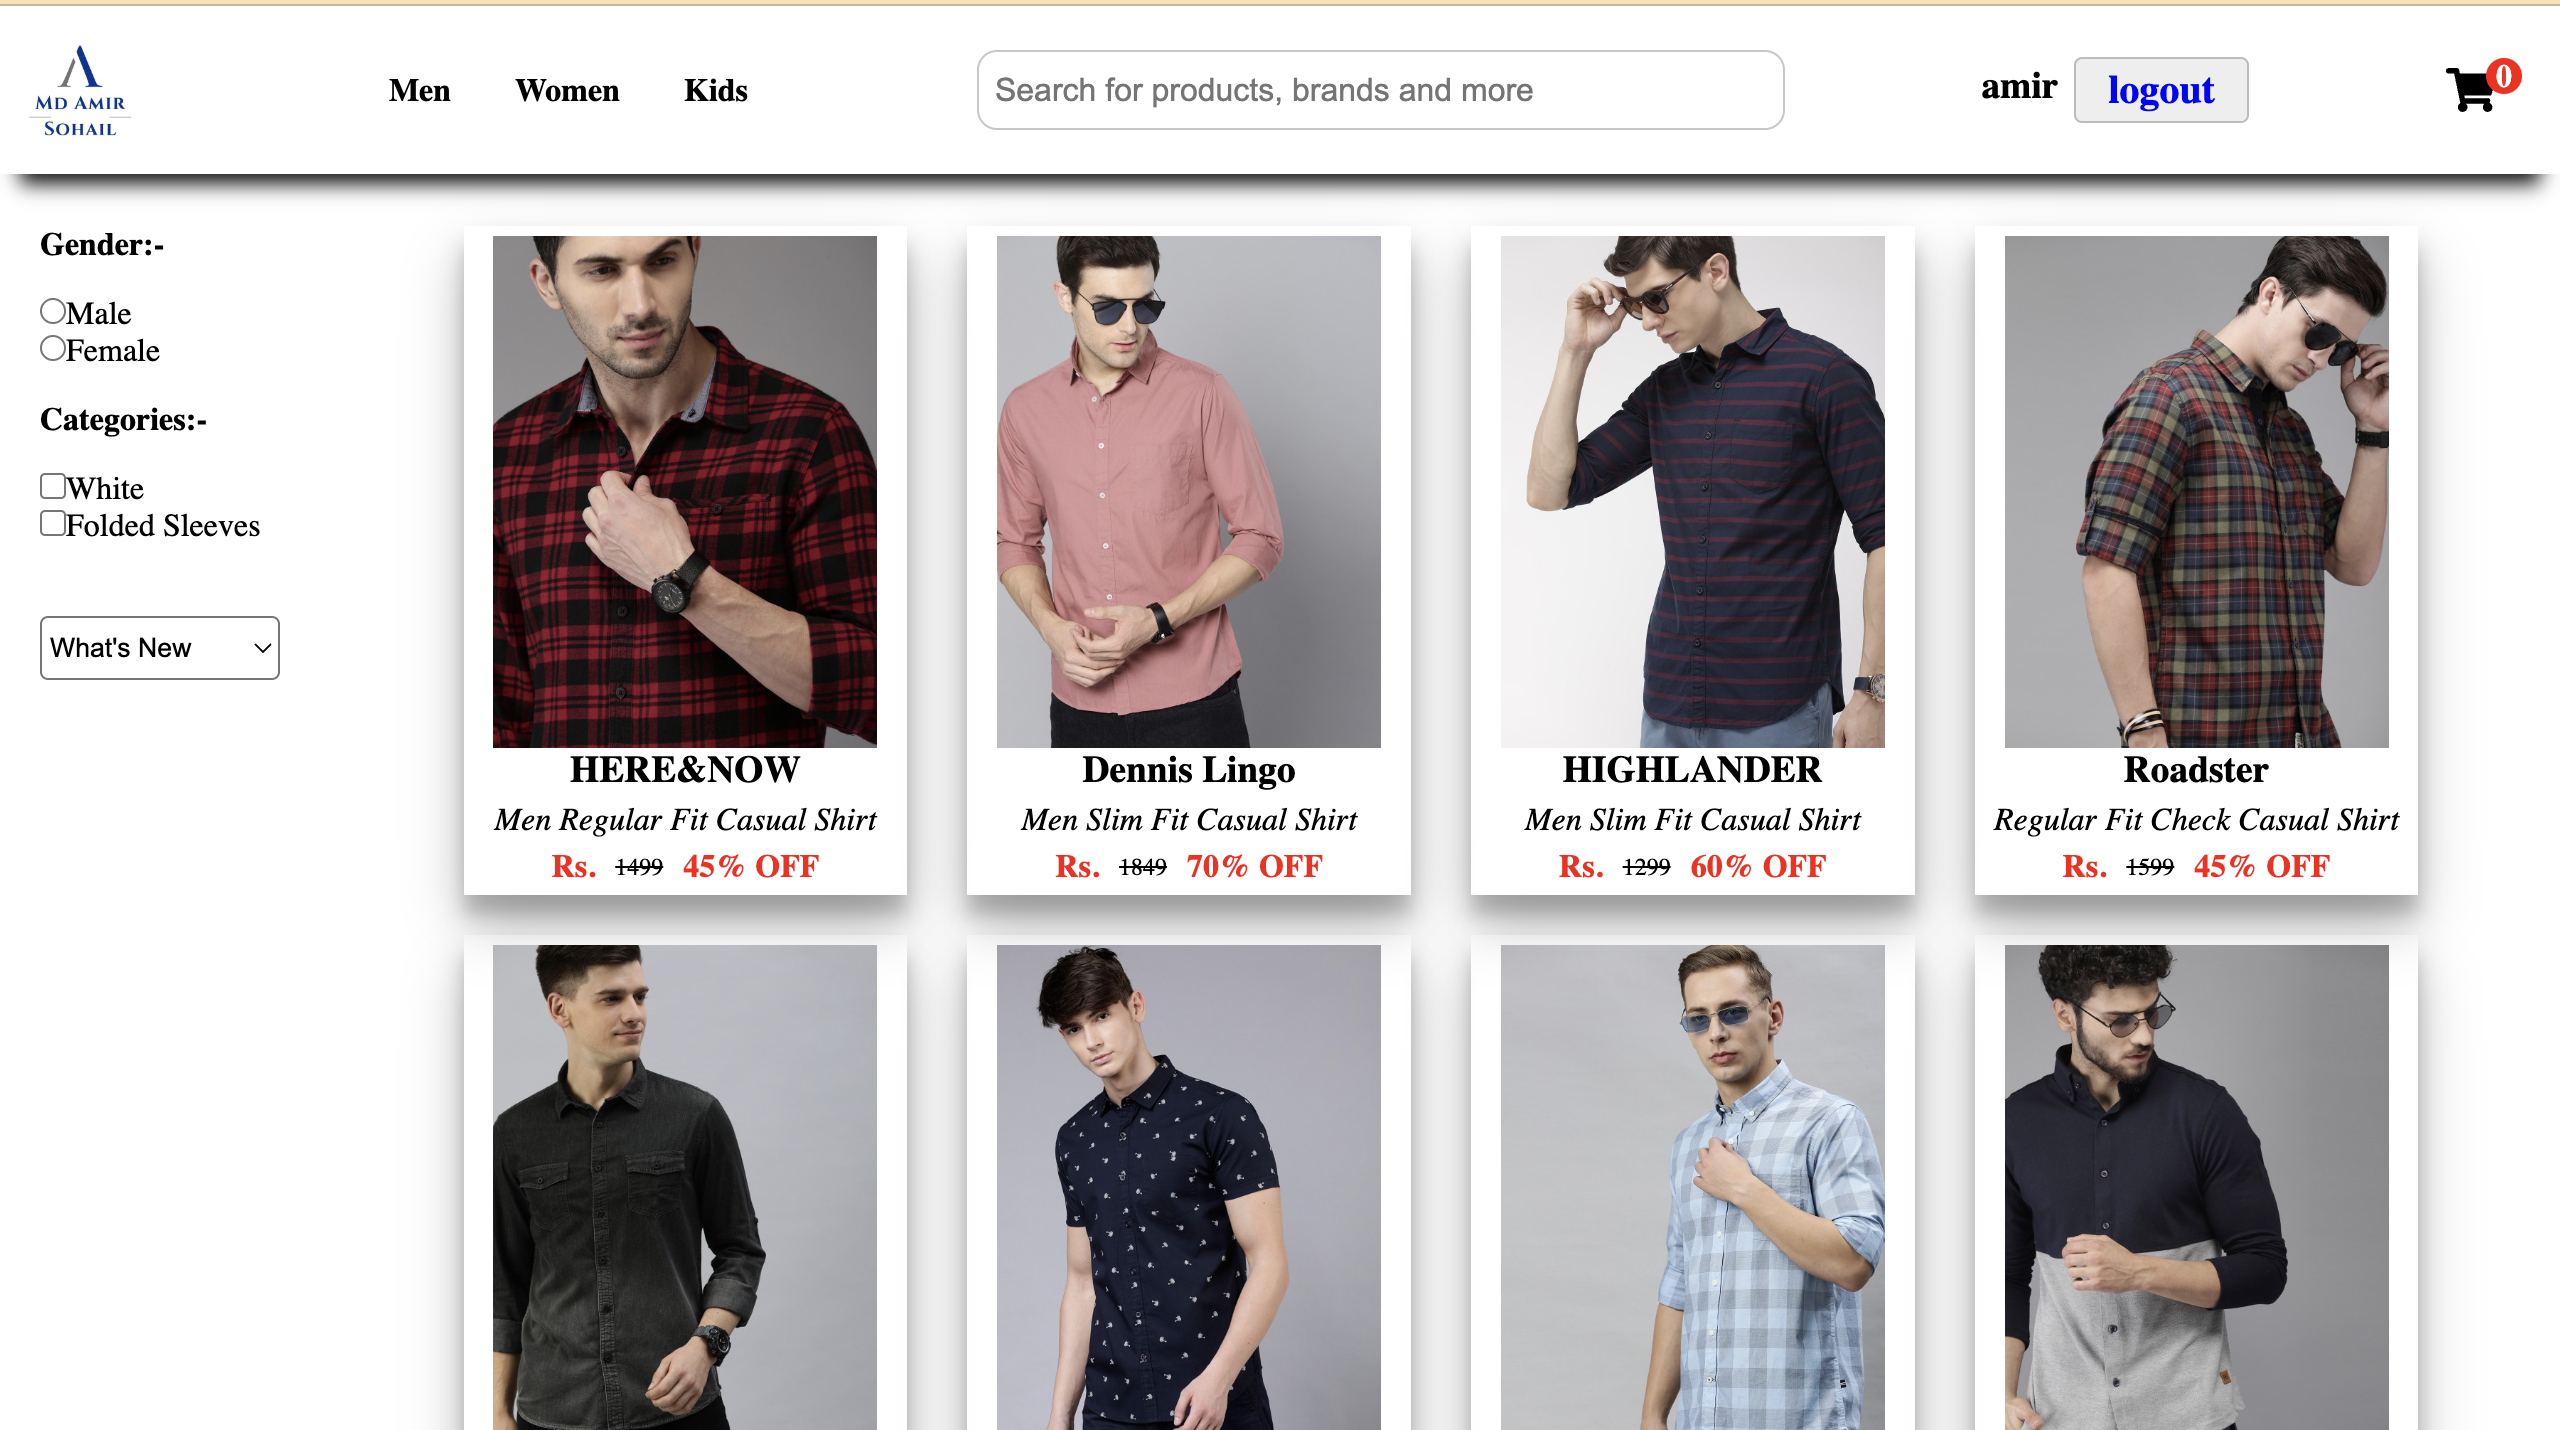 MD AMIR
SOHAIL
Men Women Kids
Search for products, brands and more
amir logout
0
Gender:-
Male
Female
Categories:-
White
Folded Sleeves
What's New
HERE&NOW
Men Regular Fit Casual Shirt
Rs. 1499 45% OFF
Dennis Lingo
Men Slim Fit Casual Shirt
Rs. 1849 70% OFF
HIGHLANDER
Men Slim Fit Casual Shirt
Rs. 1299 60% OFF
Roadster
Regular Fit Check Casual Shirt
Rs. 1599 45% OFF